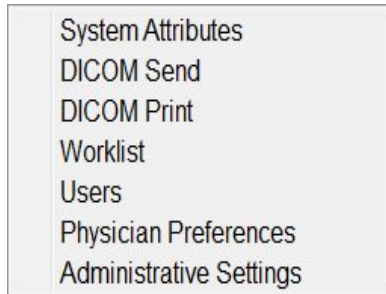 System Attributes
DICOM Send
DICOM Print
Worklist
Users
Physician Preferences
Administrative Settings